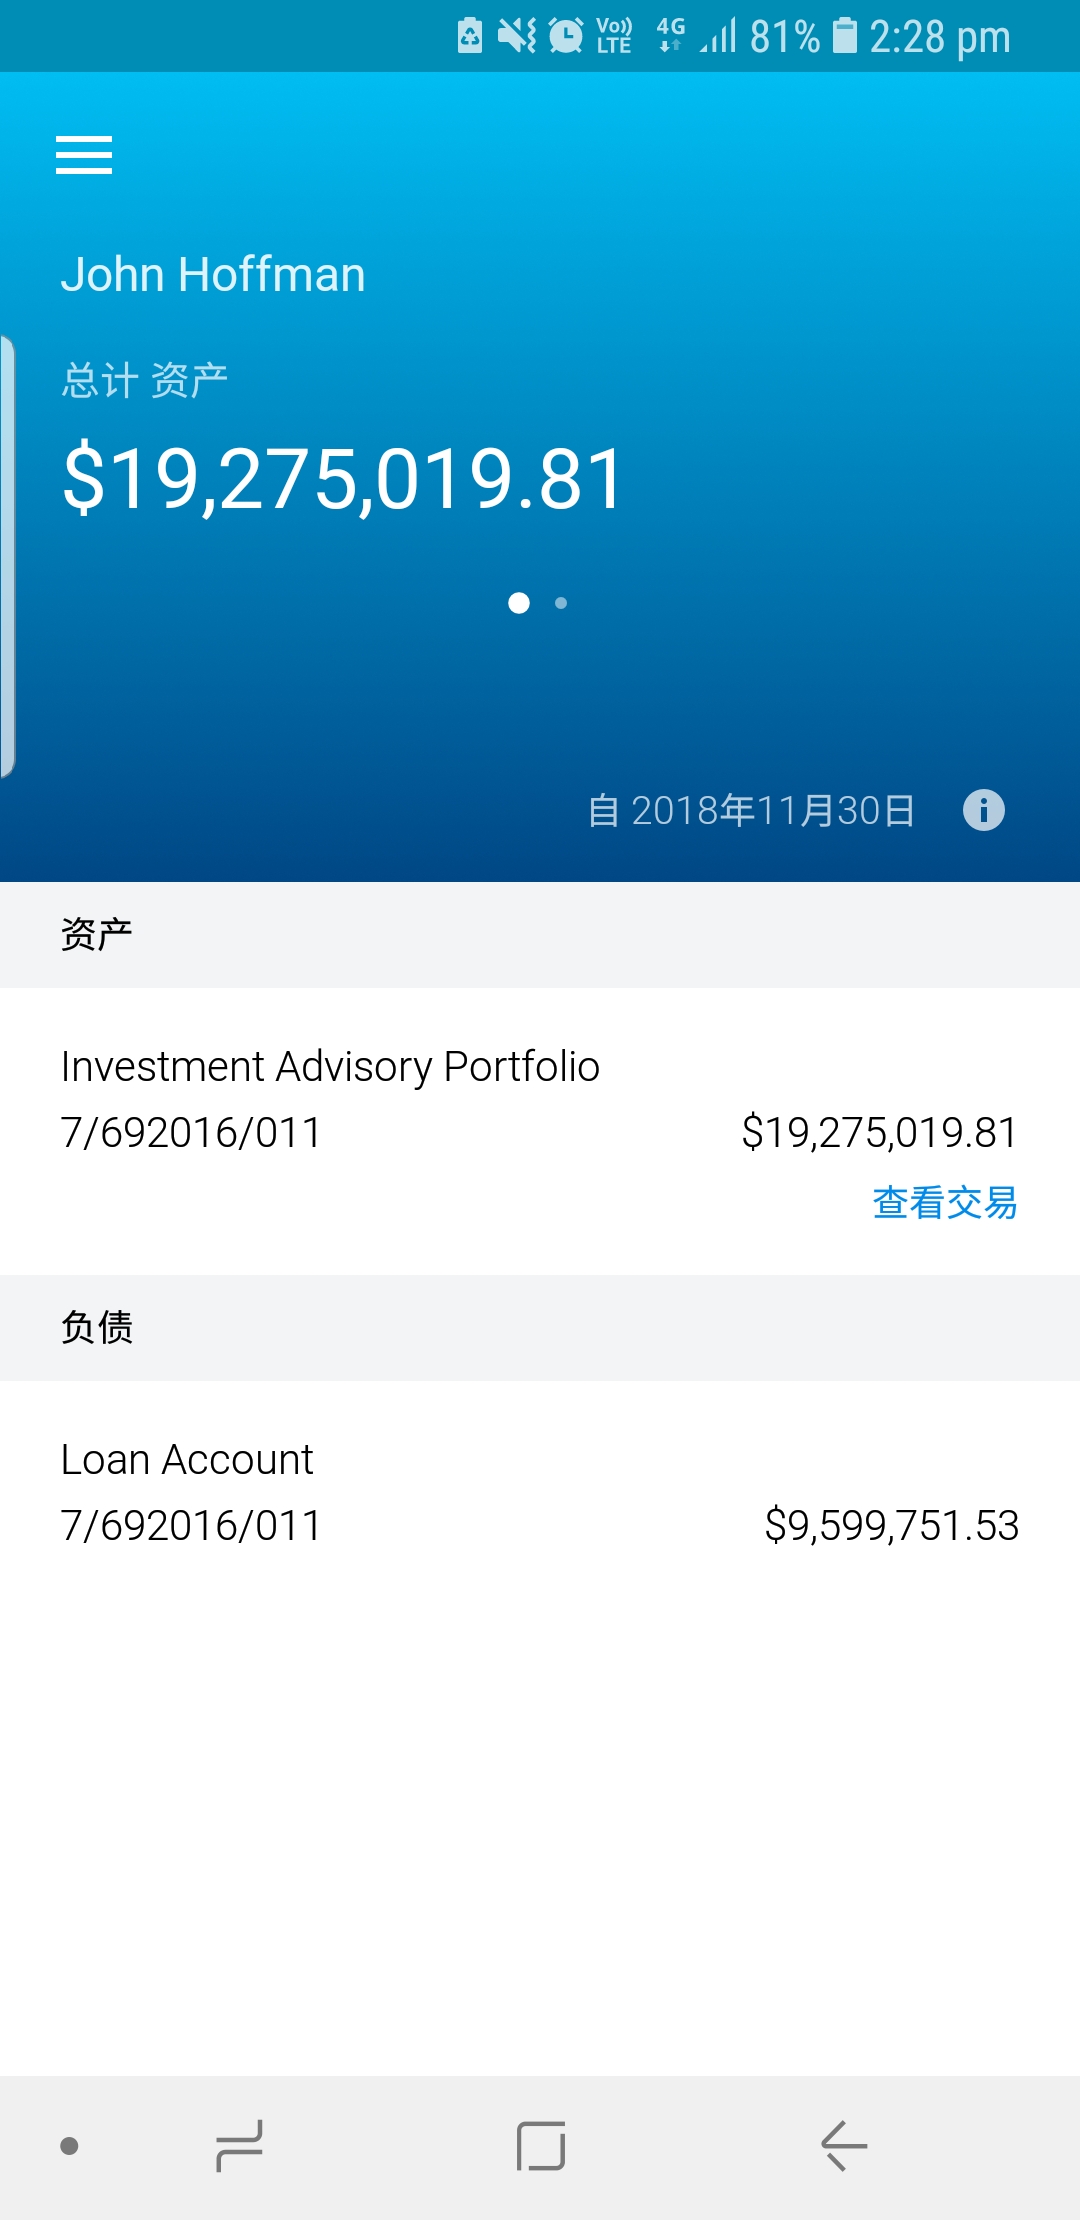 Vo)) LTE 4G 81% 2:28 pm
John Hoffman
总计 资产
$19,275,019.81
自 2018年11月30日
资产
Investment Advisory Portfolio
7/692016/011 $19,275,019.81
查看交易
负债
Loan Account
7/692016/011 $9,599,751.53